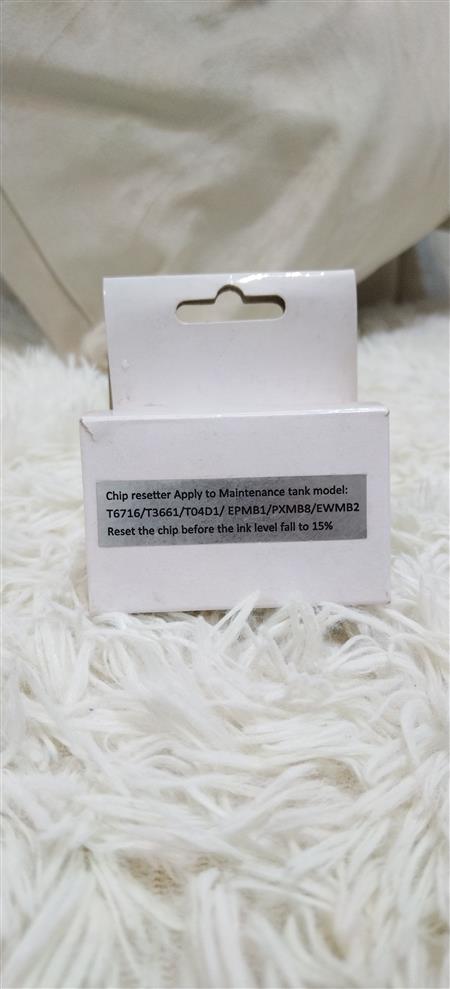 Chip resetter Apply to Maintenance tank model:
T6716/T3661/T04D1/ EPMB1/PXMB8/EWMB2
Reset the chip before the ink level fall to 15%